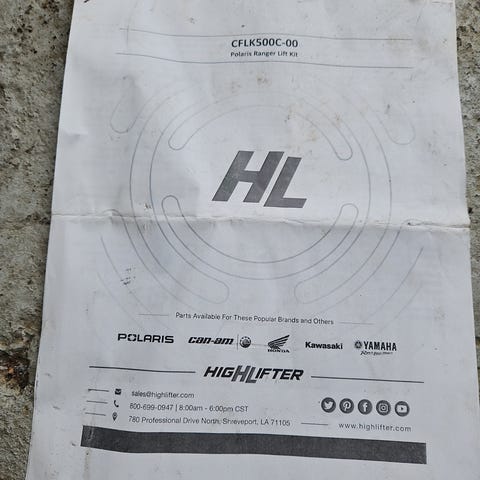 CFLK500C-00
Polaris Ranger Lift Kit
HL
Parts Available For These Popular Brands and Others
POLARIS can-am HONDA Kawasaki YAMAHA
HIGHLIFTER
sales@highlifter.com
800-699-0947 | 8:00am - 6:00pm CST
780 Professional Drive North, Shreveport, LA 71105
www.highlifter.com